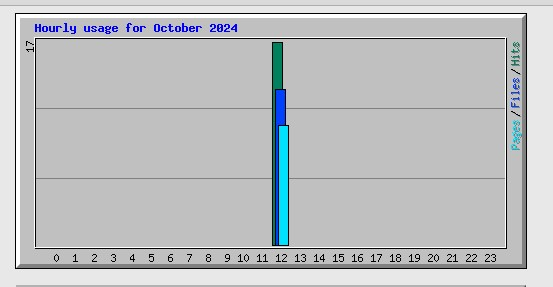 Hourly usage for October 2024
17
Pages / Files / Hits
0 1 2 3 4 5 6 7 8 9 10 11 12 13 14 15 16 17 18 19 20 21 22 23